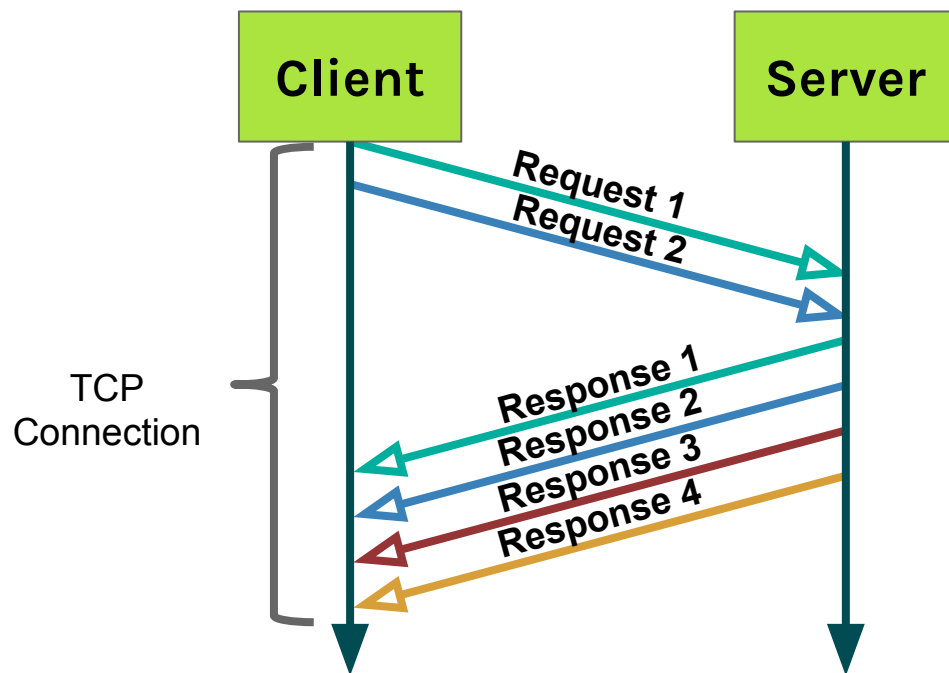 Client
Server
Request 1
Request 2
TCP
Connection
Response 1
Response 2
Response 3
Response 4